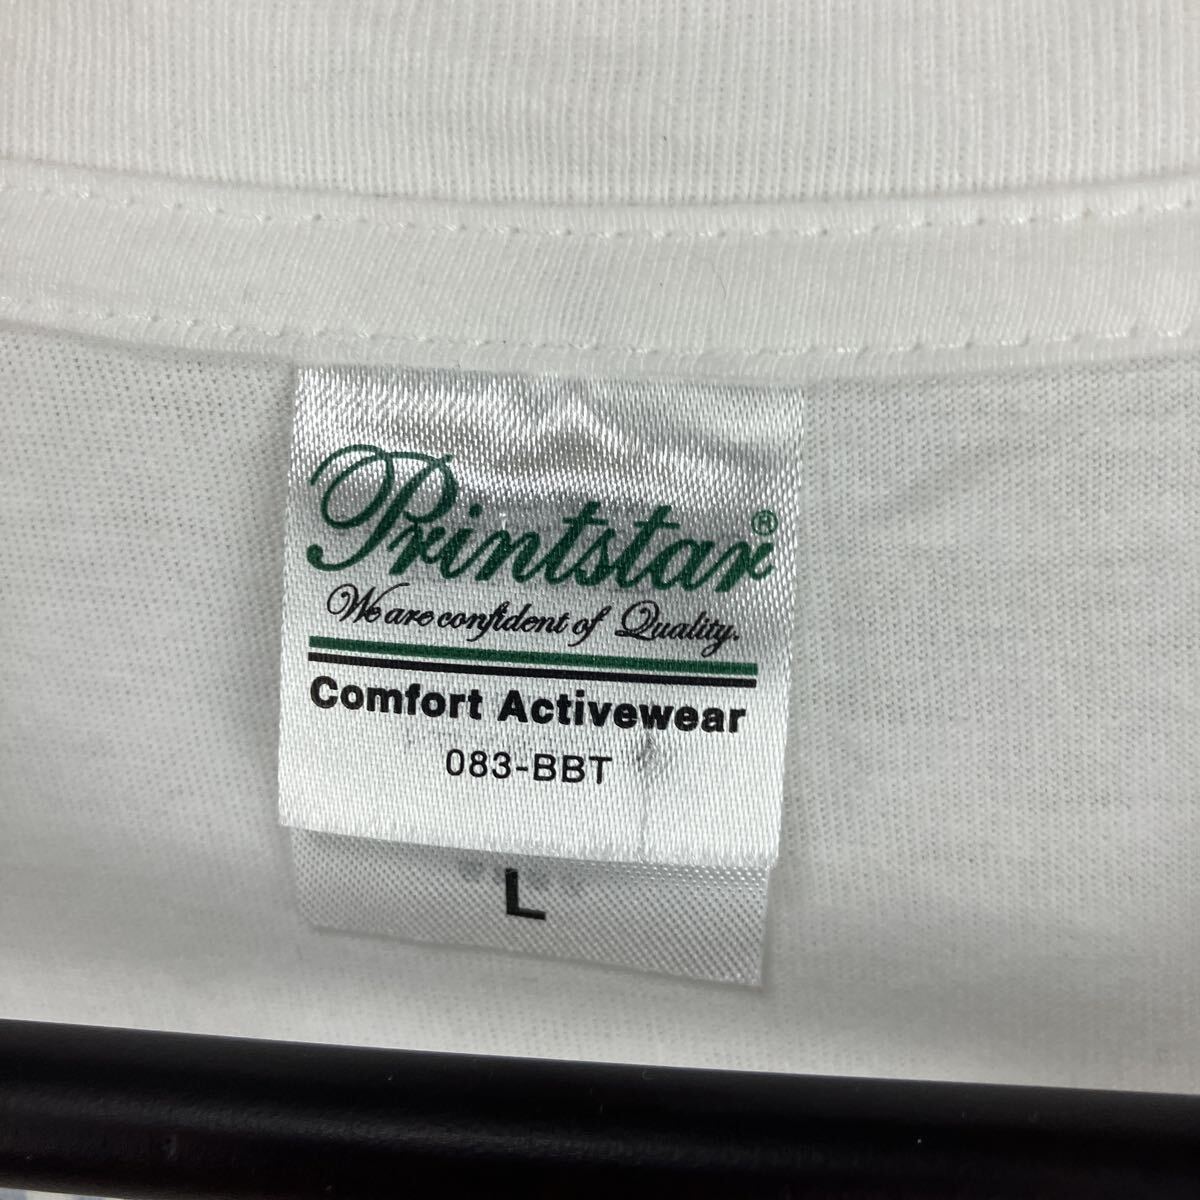 Printstar®
We are confident of Quality.
Comfort Activewear
083-BBT
L